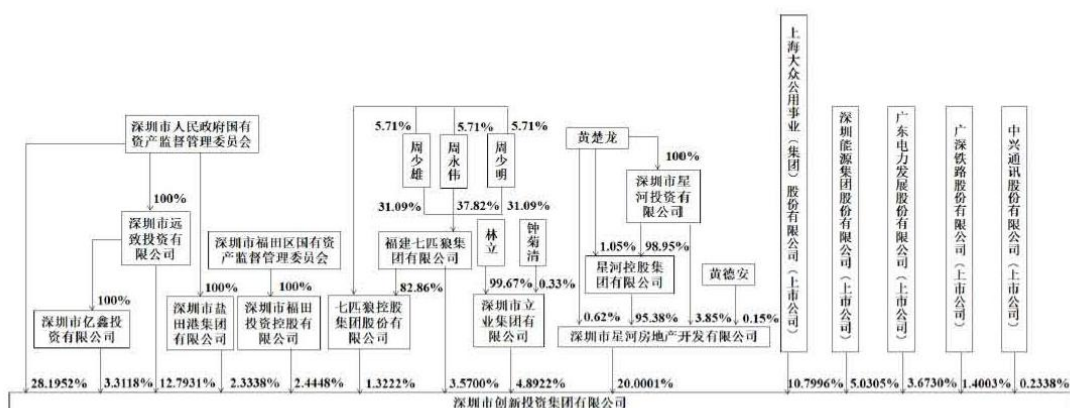 上海大众公用事业（集团）股份有限公司（上市公司）
深圳能源集团股份有限公司（上市公司）
广东电力发展股份有限公司（上市公司）
广深铁路股份有限公司（上市公司）
中兴通讯股份有限公司（上市公司）
深圳市人民政府国有
资产监督管理委员会
5.71%
5.71%
5.71%
周少雄
周永伟
周少明
黄楚龙
100%
100%
深圳市星
河投资有
限公司
31.09%
37.82%
31.09%
深圳市远
致投资有
限公司
深圳市福田区国有资
产监督管理委员会
福建七匹狼集
团有限公司
林立
钟菊清
1.05%
98.95%
星河控股集
团有限公司
黄德安
100%
100%
100%
82.86%
99.67%
0.33%
深圳市亿鑫投
资有限公司
深圳市盐
田港集团
有限公司
深圳市福田
投资控股有
限公司
七匹狼控股
集团股份有
限公司
深圳市立
业集团有
限公司
0.62%
95.38%
3.85%
0.15%
深圳市星河房地产开发有限公司
28.1952%
3.3118%
12.7931%
2.3338%
2.4448%
1.3222%
3.5700%
4.8922%
20.0001%
10.7996%
5.0305%
3.6730%
1.4003%
0.2338%
深圳市创新投资集团有限公司